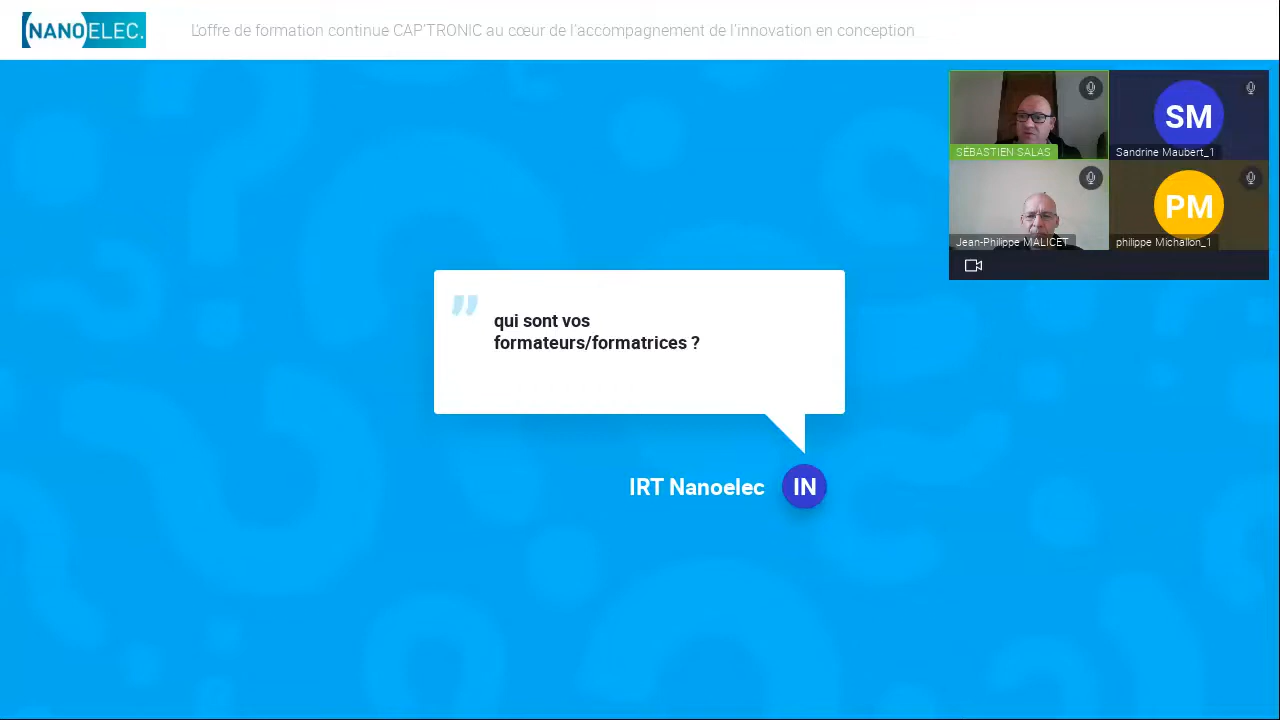 NANOELEC.
L'offre de formation continue CAP'TRONIC au cœur de l'accompagnement de l'innovation en conception
SÉBASTIEN SALAS
SM
Sandrine Maubert_1
Jean-Philippe MALICET
PM
philippe Michallon_1
"
qui sont vos
formateurs/formatrices ?
IRT Nanoelec
IN